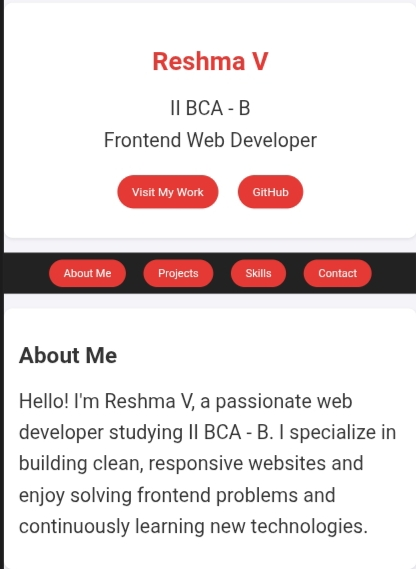 Reshma V
II BCA - B
Frontend Web Developer
Visit My Work GitHub
About Me Projects Skills Contact
About Me
Hello! I'm Reshma V, a passionate web
developer studying II BCA - B. I specialize in
building clean, responsive websites and
enjoy solving frontend problems and
continuously learning new technologies.